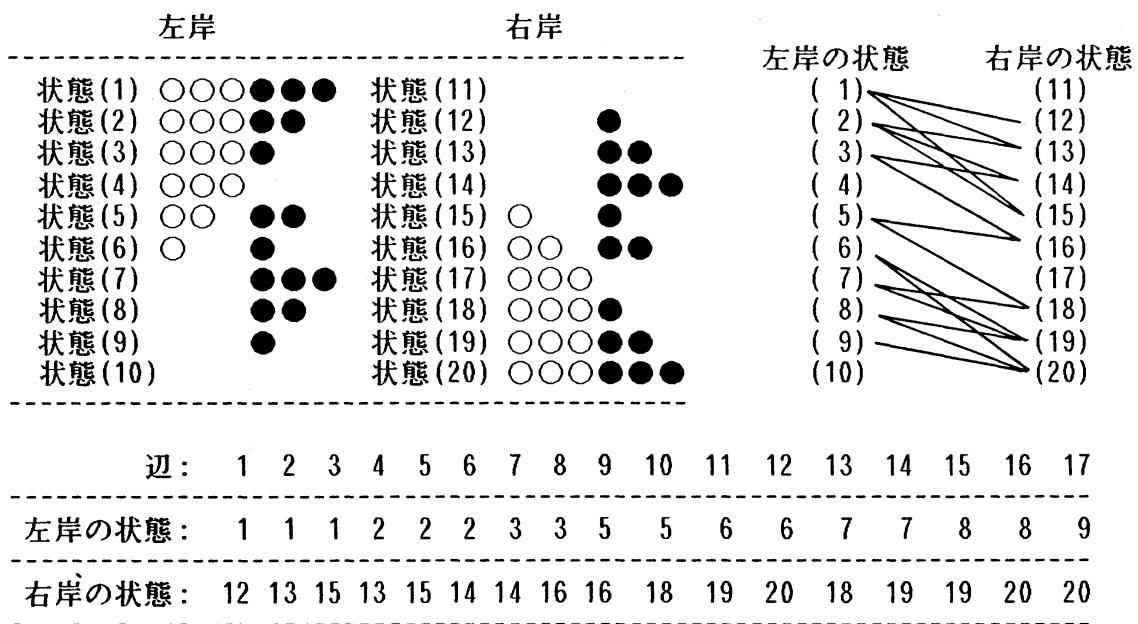 左岸 右岸
状態(1) ○○○●●● 状態(11)
状態(2) ○○○●● 状態(12) ●
状態(3) ○○○● 状態(13) ●●
状態(4) ○○○ 状態(14) ●●●
状態(5) ○○ ●● 状態(15) ○ ●
状態(6) ○ ● 状態(16) ○○ ●●
状態(7) ●●● 状態(17) ○○○
状態(8) ●● 状態(18) ○○○●
状態(9) ● 状態(19) ○○○●●
状態(10) 状態(20) ○○○●●●
左岸の状態 右岸の状態
( 1) (11)
( 2) (12)
( 3) (13)
( 4) (14)
( 5) (15)
( 6) (16)
( 7) (17)
( 8) (18)
( 9) (19)
(10) (20)
辺: 1 2 3 4 5 6 7 8 9 10 11 12 13 14 15 16 17
左岸の状態: 1 1 1 2 2 2 3 3 5 5 6 6 7 7 8 8 9
右岸の状態: 12 13 15 13 15 14 14 16 16 18 19 20 18 19 19 20 20